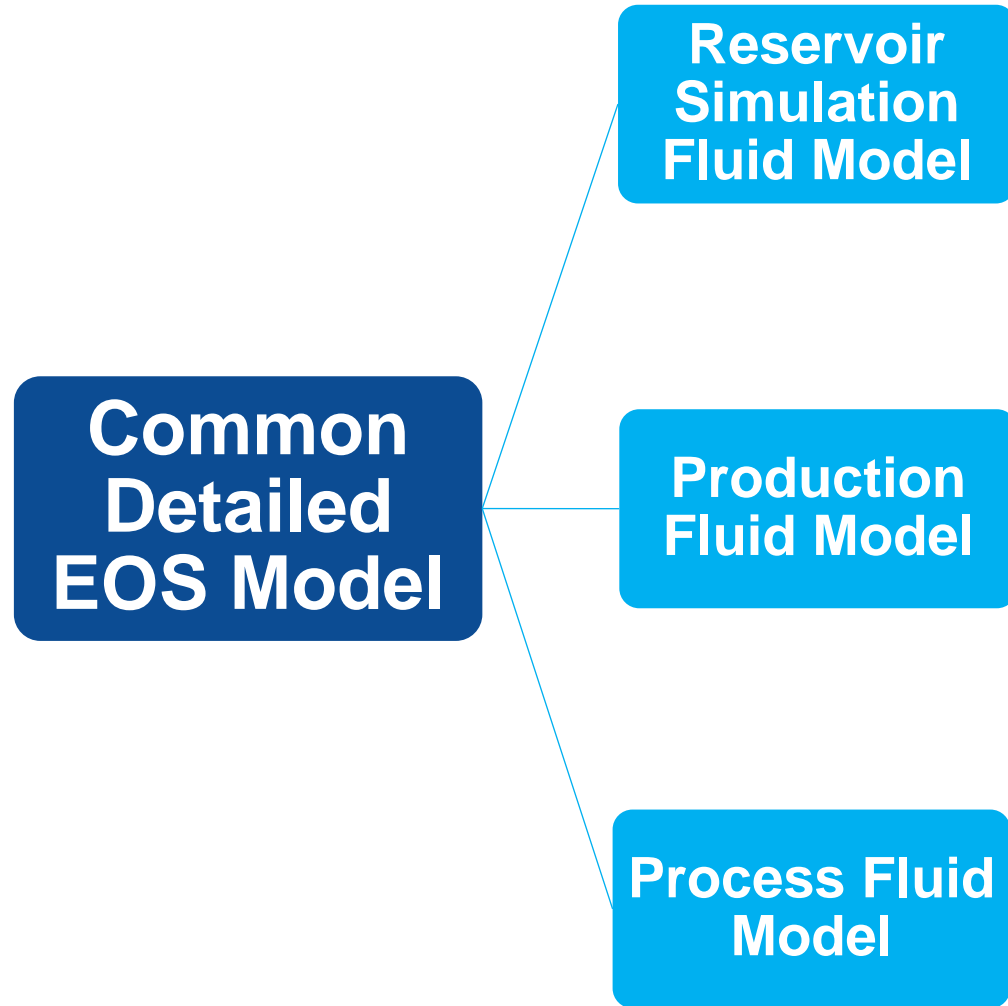 Reservoir
Simulation
Fluid Model
Common
Detailed
EOS Model
Production
Fluid Model
Process Fluid
Model